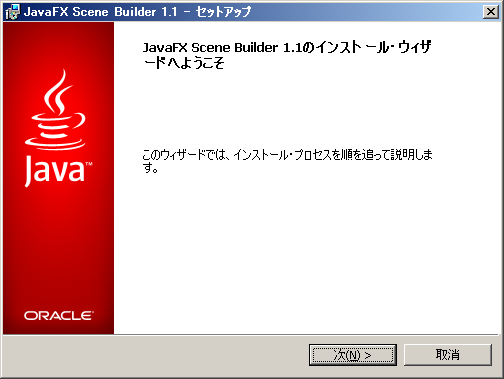 JavaFX Scene Builder 1.1 - セットアップ
JavaFX Scene Builder 1.1のインストール・ウィザ
ードへようこそ
このウィザードでは、インストール・プロセスを順を追って説明しま
す。
Java™
ORACLE®
次(N) >
取消